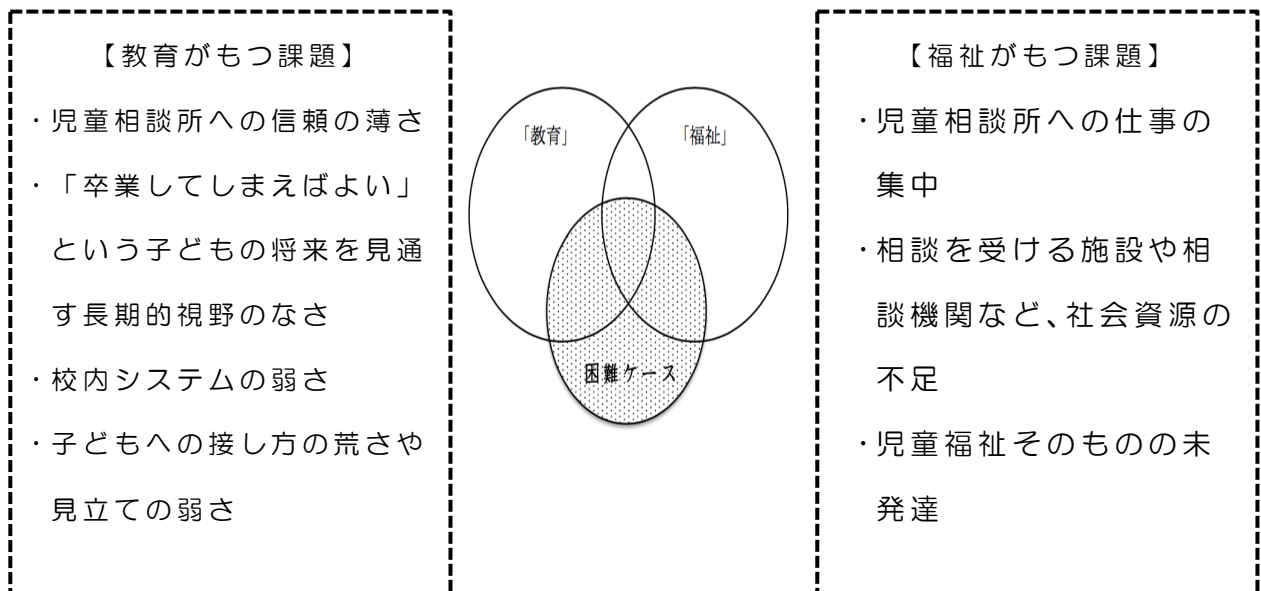 【教育がもつ課題】
・児童相談所への信頼の薄さ
・「卒業してしまえばよい」
という子どもの将来を見通
す長期的視野のなさ
・校内システムの弱さ
・子どもへの接し方の荒さや
見立ての弱さ
「教育」
「福祉」
困難ケース
【福祉がもつ課題】
・児童相談所への仕事の
集中
・相談を受ける施設や相
談機関など、社会資源の
不足
・児童福祉そのものの未
発達